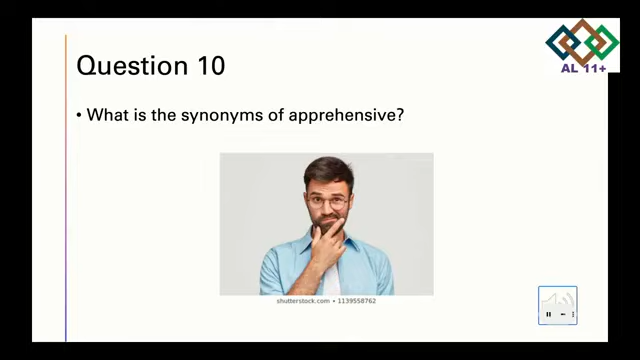 AL 11+
Question 10
• What is the synonyms of apprehensive?
shutterstock.com • 1139558762